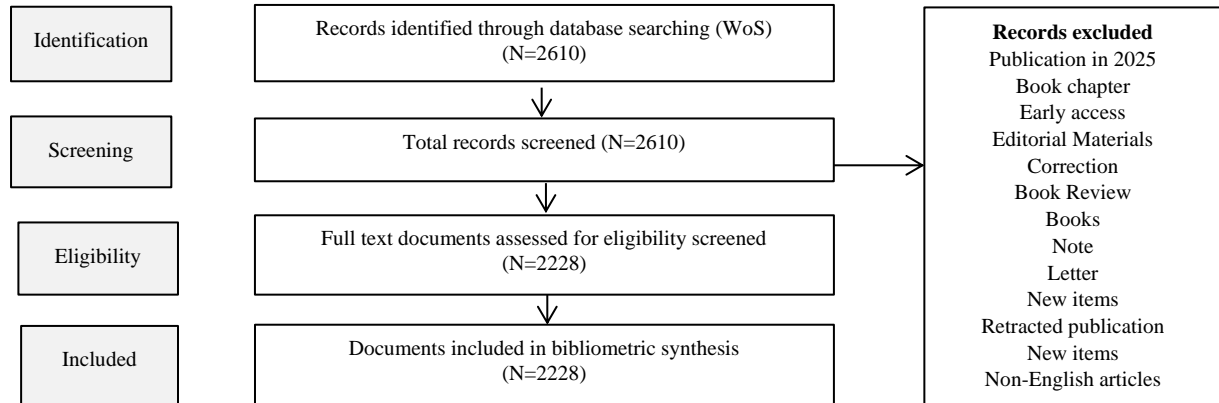 Identification
Records identified through database searching (WoS)
(N=2610)
Screening
Total records screened (N=2610)
Eligibility
Full text documents assessed for eligibility screened
(N=2228)
Included
Documents included in bibliometric synthesis
(N=2228)
Records excluded
Publication in 2025
Book chapter
Early access
Editorial Materials
Correction
Book Review
Books
Note
Letter
New items
Retracted publication
New items
Non-English articles